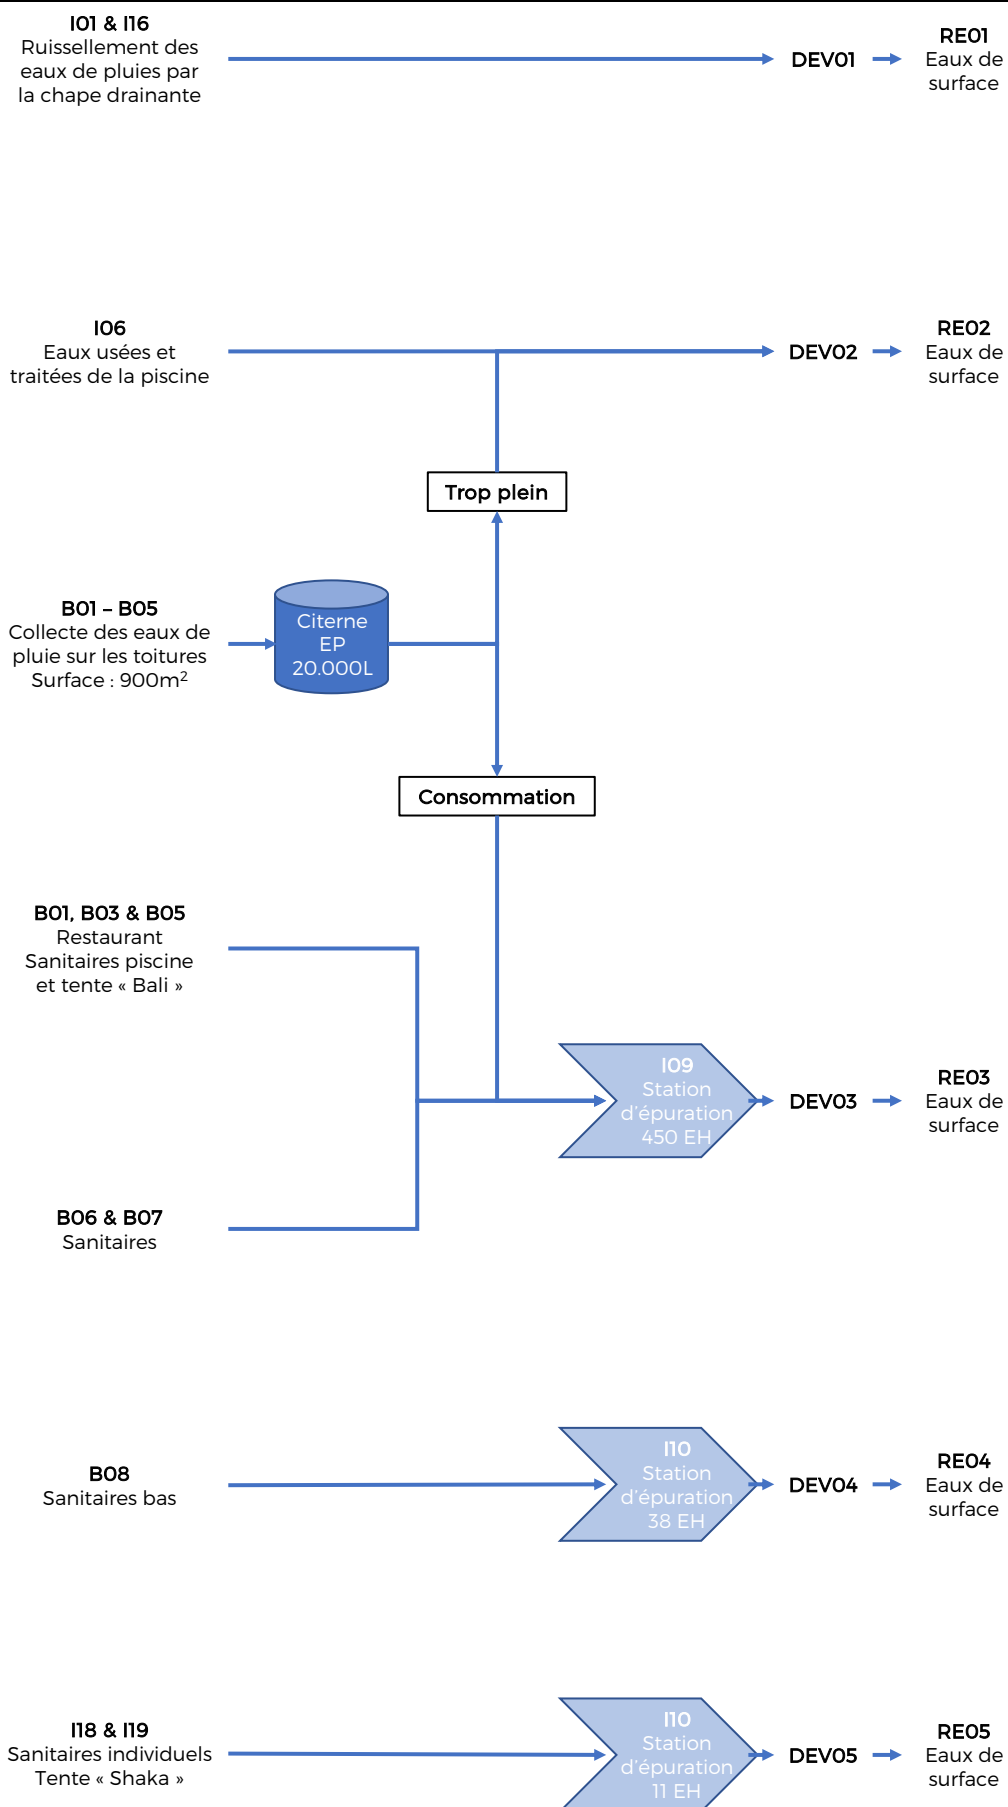 I01 & I16
Ruissellement des
eaux de pluies par
la chape drainante
DEV01
RE01
Eaux de
surface
I06
Eaux usées et
traitées de la piscine
DEV02
RE02
Eaux de
surface
Trop plein
B01 – B05
Collecte des eaux de
pluie sur les toitures
Surface : 900m²
Citerne
EP
20.000L
Consommation
B01, B03 & B05
Restaurant
Sanitaires piscine
et tente « Bali »
I09
Station
d'épuration
450 EH
DEV03
RE03
Eaux de
surface
B06 & B07
Sanitaires
B08
Sanitaires bas
I10
Station
d'épuration
38 EH
DEV04
RE04
Eaux de
surface
I18 & I19
Sanitaires individuels
Tente « Shaka »
I10
Station
d'épuration
11 EH
DEV05
RE05
Eaux de
surface